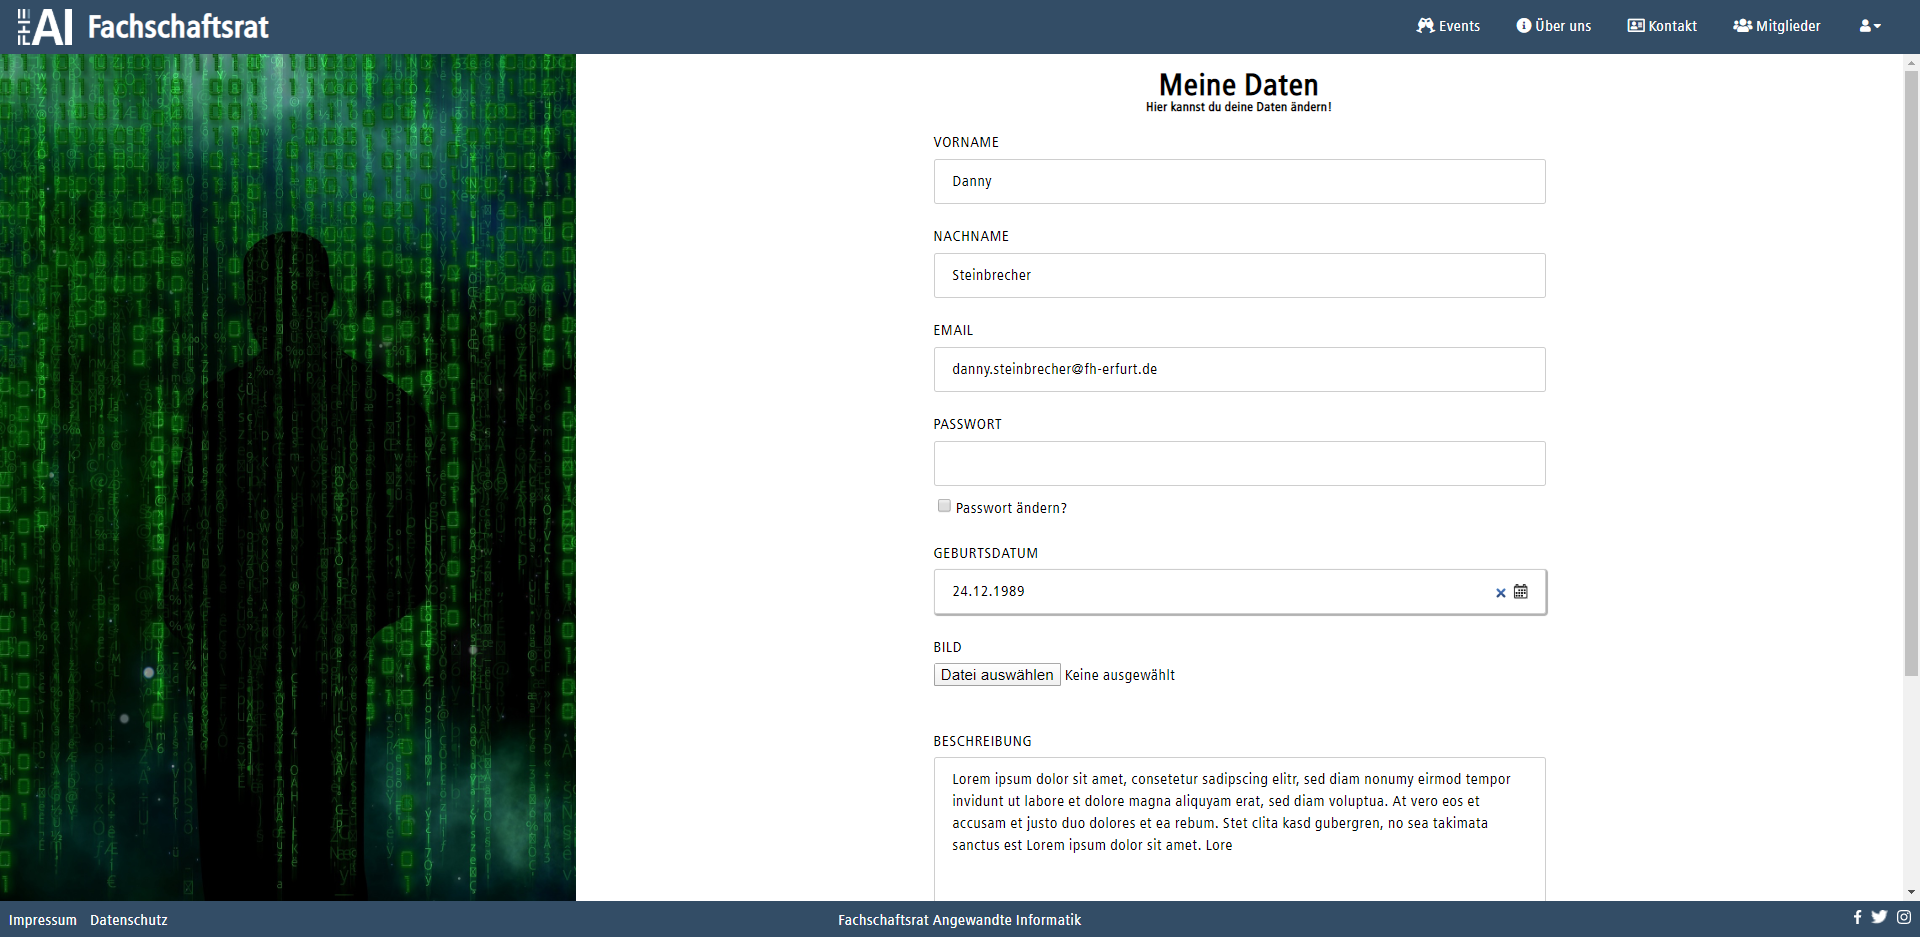 FH AI Fachschaftsrat
Events
Über uns
Kontakt
Mitglieder
Meine Daten
Hier kannst du deine Daten ändern!
VORNAME
Danny
NACHNAME
Steinbrecher
EMAIL
danny.steinbrecher@fh-erfurt.de
PASSWORT
Passwort ändern?
GEBURTSDATUM
24.12.1989
BILD
Datei auswählen Keine ausgewählt
BESCHREIBUNG
Lorem ipsum dolor sit amet, consetetur sadipscing elitr, sed diam nonumy eirmod tempor
invidunt ut labore et dolore magna aliquyam erat, sed diam voluptua. At vero eos et
accusam et justo duo dolores et ea rebum. Stet clita kasd gubergren, no sea takimata
sanctus est Lorem ipsum dolor sit amet. Lore
Impressum Datenschutz
Fachschaftsrat Angewandte Informatik